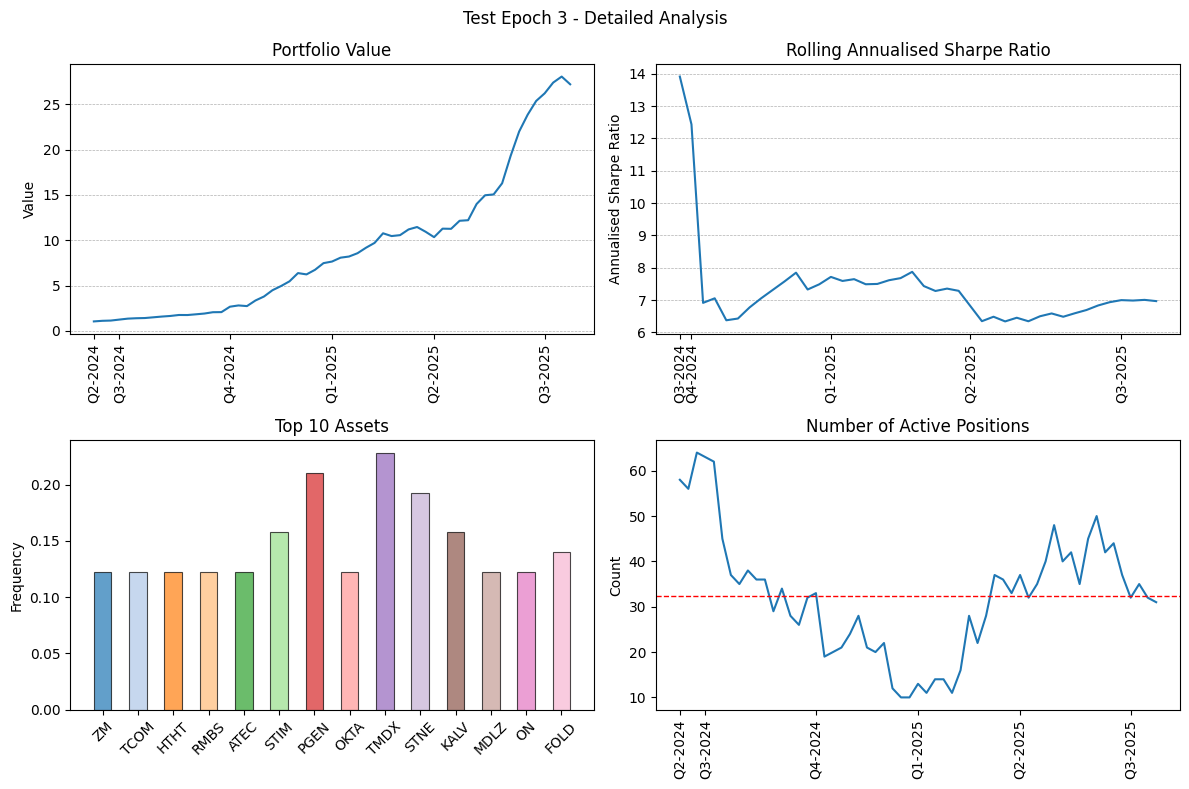 Test Epoch 3 - Detailed Analysis
Portfolio Value
Value
25
20
15
10
5
0
Q2-2024
Q3-2024
Q4-2024
Q1-2025
Q2-2025
Q3-2025
Rolling Annualised Sharpe Ratio
Annualised Sharpe Ratio
14
13
12
11
10
9
8
7
6
Q3-2024
Q4-2024
Q1-2025
Q2-2025
Q3-2025
Top 10 Assets
Frequency
0.20
0.15
0.10
0.05
0.00
ZM
TCOM
HTHT
RMBS
ATEC
STIM
PGEN
OKTA
TMDX
STNE
KALV
MDLZ
ON
FOLD
Number of Active Positions
Count
60
50
40
30
20
10
Q2-2024
Q3-2024
Q4-2024
Q1-2025
Q2-2025
Q3-2025